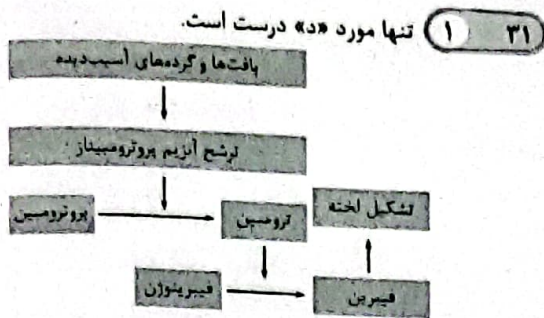 ۳۱ ۱ تنها مورد «د» درست است.
بافت‌ها و گرده‌های آسیب‌دیده
ترشح آنزیم پروترومبیناز
پروترومبین ترومبین تشکیل لخته
فیبرینوژن فیبرین